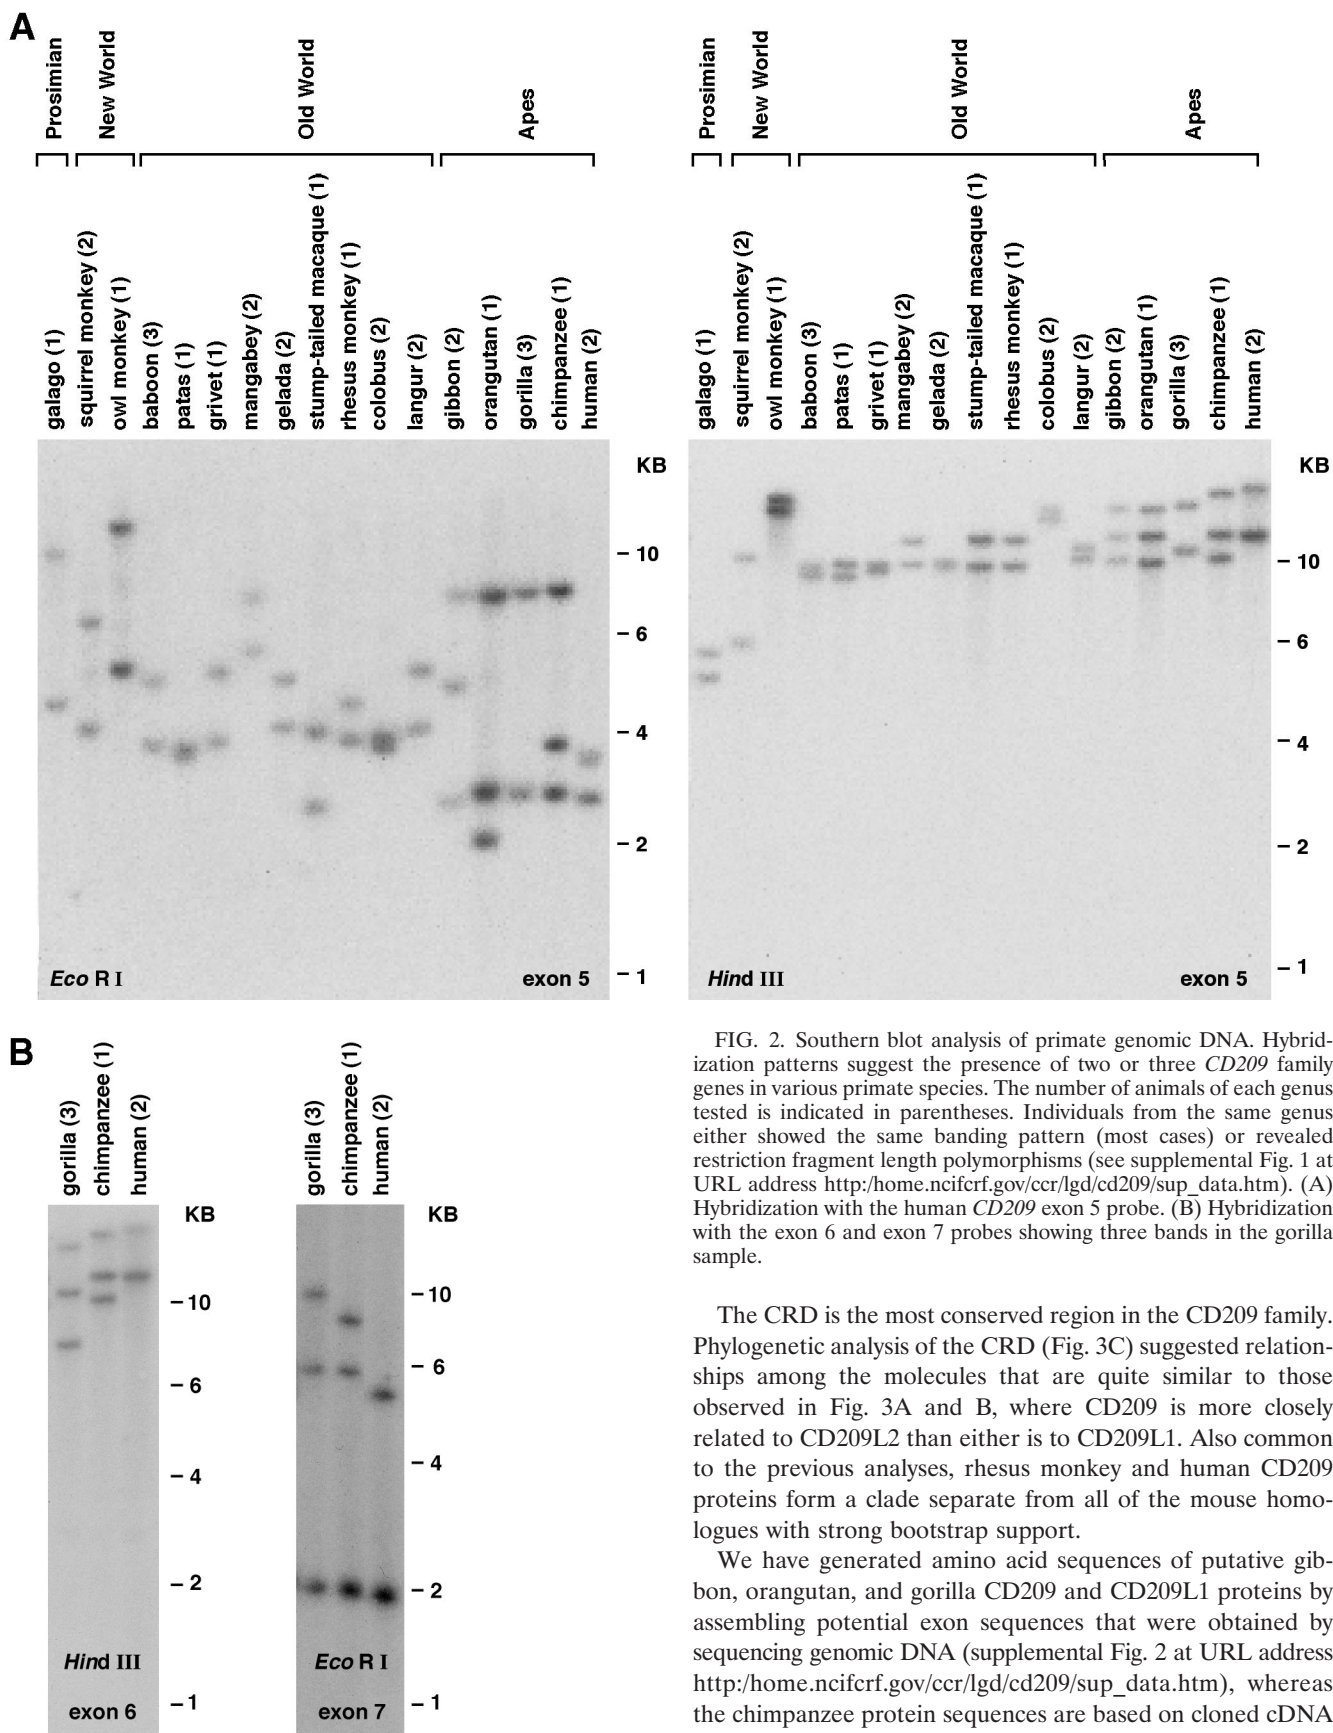 A
Prosimian
New World
Old World
Apes
galago (1)
squirrel monkey (2)
owl monkey (1)
baboon (3)
patas (1)
grivet (1)
mangabey (2)
gelada (2)
stump-tailed macaque (1)
rhesus monkey (1)
colobus (2)
langur (2)
gibbon (2)
orangutan (1)
gorilla (3)
chimpanzee (1)
human (2)
KB
10
6
4
2
1
Eco R I
exon 5
Prosimian
New World
Old World
Apes
galago (1)
squirrel monkey (2)
owl monkey (1)
baboon (3)
patas (1)
grivet (1)
mangabey (2)
gelada (2)
stump-tailed macaque (1)
rhesus monkey (1)
colobus (2)
langur (2)
gibbon (2)
orangutan (1)
gorilla (3)
chimpanzee (1)
human (2)
KB
10
6
4
2
1
Hind III
exon 5
B
gorilla (3)
chimpanzee (1)
human (2)
KB
10
6
4
2
1
Hind III
exon 6
gorilla (3)
chimpanzee (1)
human (2)
KB
10
6
4
2
1
Eco R I
exon 7
FIG. 2. Southern blot analysis of primate genomic DNA. Hybrid-
ization patterns suggest the presence of two or three CD209 family
genes in various primate species. The number of animals of each genus
tested is indicated in parentheses. Individuals from the same genus
either showed the same banding pattern (most cases) or revealed
restriction fragment length polymorphisms (see supplemental Fig. 1 at
URL address http:/home.ncifcrf.gov/ccr/lgd/cd209/sup_data.htm). (A)
Hybridization with the human CD209 exon 5 probe. (B) Hybridization
with the exon 6 and exon 7 probes showing three bands in the gorilla
sample.
The CRD is the most conserved region in the CD209 family.
Phylogenetic analysis of the CRD (Fig. 3C) suggested relation-
ships among the molecules that are quite similar to those
observed in Fig. 3A and B, where CD209 is more closely
related to CD209L2 than either is to CD209L1. Also common
to the previous analyses, rhesus monkey and human CD209
proteins form a clade separate from all of the mouse homo-
logues with strong bootstrap support.
We have generated amino acid sequences of putative gib-
bon, orangutan, and gorilla CD209 and CD209L1 proteins by
assembling potential exon sequences that were obtained by
sequencing genomic DNA (supplemental Fig. 2 at URL address
http:/home.ncifcrf.gov/ccr/lgd/cd209/sup_data.htm), whereas
the chimpanzee protein sequences are based on cloned cDNA